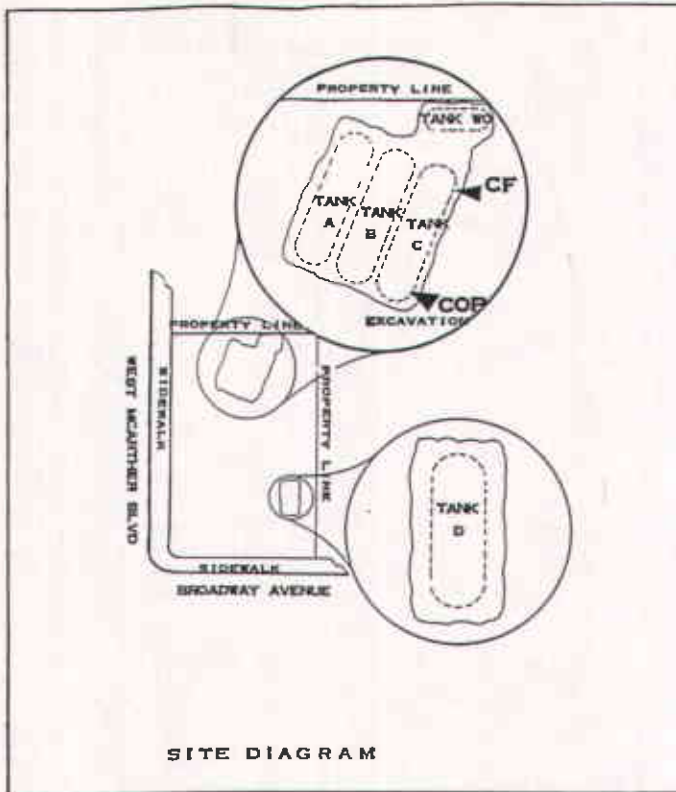 PROPERTY LINE
TANK WO
CF
TANK
A
TANK
B
TANK
C
COP
EXCAVATION
PROPERTY LINE
WEST MCARTHER BLVD
SIDEWALK
PROPERTY LINE
TANK
D
SIDEWALK
BROADWAY AVENUE
SITE DIAGRAM